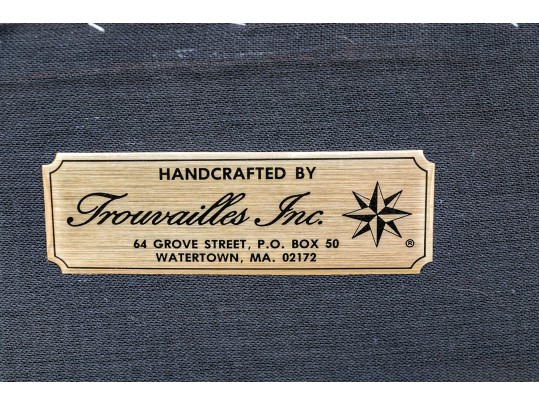 HANDCRAFTED BY
Trouvailles Inc.
64 GROVE STREET, P.O. BOX 50
WATERTOWN, MA. 02172
®